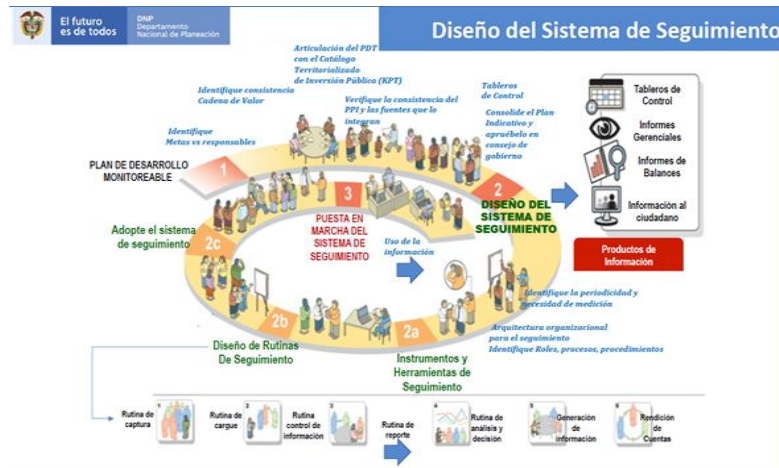 El futuro
es de todos
DNP
Departamento
Nacional de Planeación
Diseño del Sistema de Seguimiento
Articulación del PDT
con el Catálogo
Territorializado
de Inversión Pública (KPT)
Identifique consistencia
Cadena de Valor
Verifique la consistencia del
PPI y las fuentes que lo
integran
Tableros
de Control
Consolide el Plan
Indicativo y
apruébelo en
consejo de
gobierno
Identifique
Metas vs responsables
PLAN DE DESARROLLO
MONITOREABLE
1
2
DISEÑO DEL
SISTEMA DE
SEGUIMIENTO
3
PUESTA EN
MARCHA DEL
SISTEMA DE
SEGUIMIENTO
Adopte el sistema
de seguimiento
2c
Uso de la
información
Tableros de
Control
Informes
Gerenciales
Informes de
Balances
Información al
ciudadano
Productos de
Información
Identifique la periodicidad y
necesidad de medición
Arquitectura organizacional
para el seguimiento
Identifique Roles, procesos, procedimientos
2b
2a
Diseño de Rutinas
De Seguimiento
Instrumentos y
Herramientas de
Seguimiento
Rutina de
captura
1
Rutina de
cargue
2
Rutina
control de
información
3
Rutina de
reporte
4
Rutina de
análisis y
decisión
5
Generación
de
información
6
Rendición
de
Cuentas